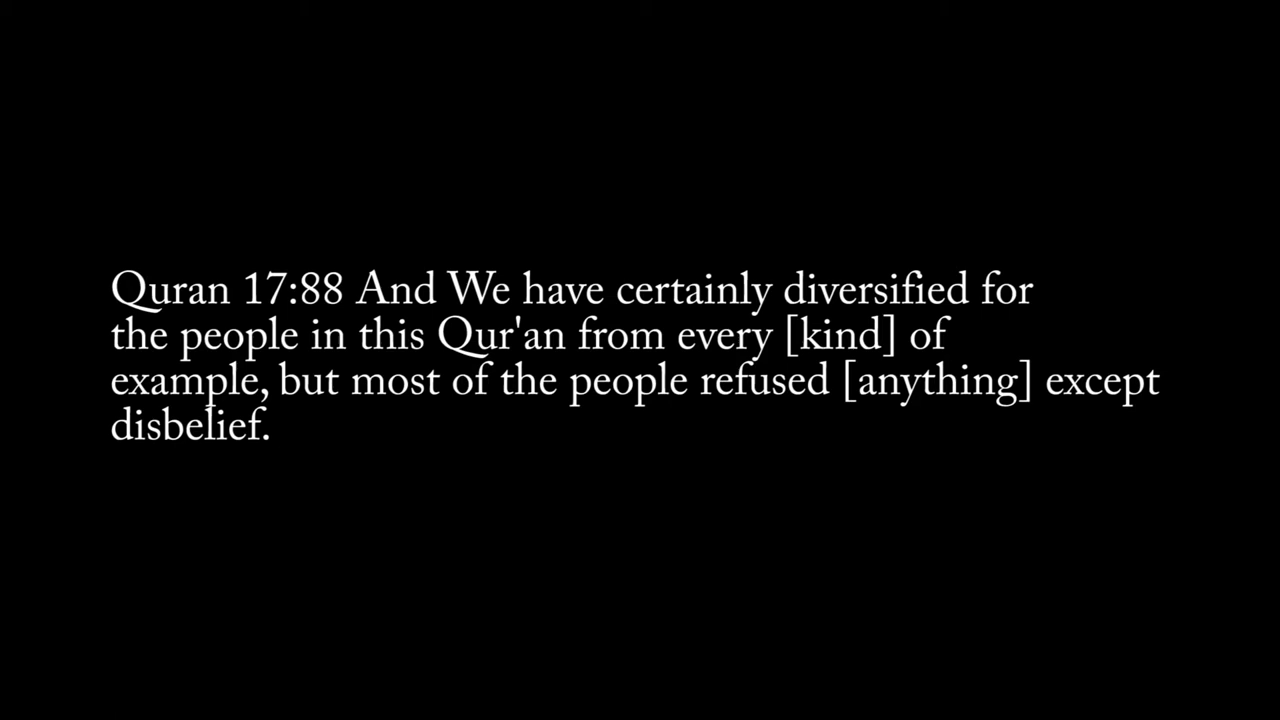 Quran 17:88 And We have certainly diversified for
the people in this Qur'an from every [kind] of
example, but most of the people refused [anything] except
disbelief.